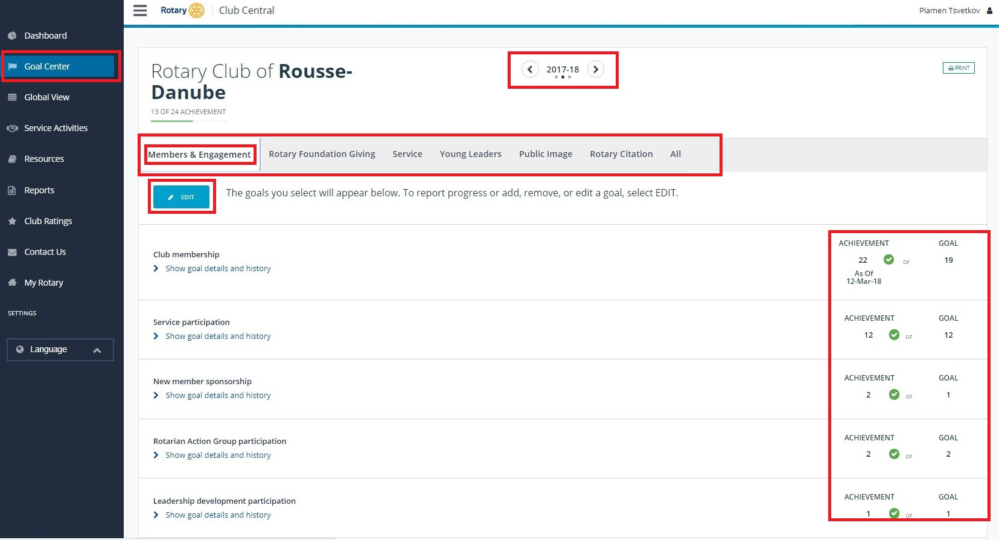 Rotary
Club Central
Plamen Tsvetkov
Dashboard
Goal Center
Global View
Service Activities
Resources
Reports
Club Ratings
Contact Us
My Rotary
SETTINGS
Language
Rotary Club of Rousse-
Danube
13 OF 24 ACHIEVEMENT
2017-18
PRINT
Members & Engagement
Rotary Foundation Giving
Service
Young Leaders
Public Image
Rotary Citation
All
EDIT
The goals you select will appear below. To report progress or add, remove, or edit a goal, select EDIT.
Club membership
Show goal details and history
ACHIEVEMENT GOAL
22 OF 19
As Of
12-Mar-18
Service participation
Show goal details and history
ACHIEVEMENT GOAL
12 OF 12
New member sponsorship
Show goal details and history
ACHIEVEMENT GOAL
2 OF 1
Rotarian Action Group participation
Show goal details and history
ACHIEVEMENT GOAL
2 OF 2
Leadership development participation
Show goal details and history
ACHIEVEMENT GOAL
1 OF 1